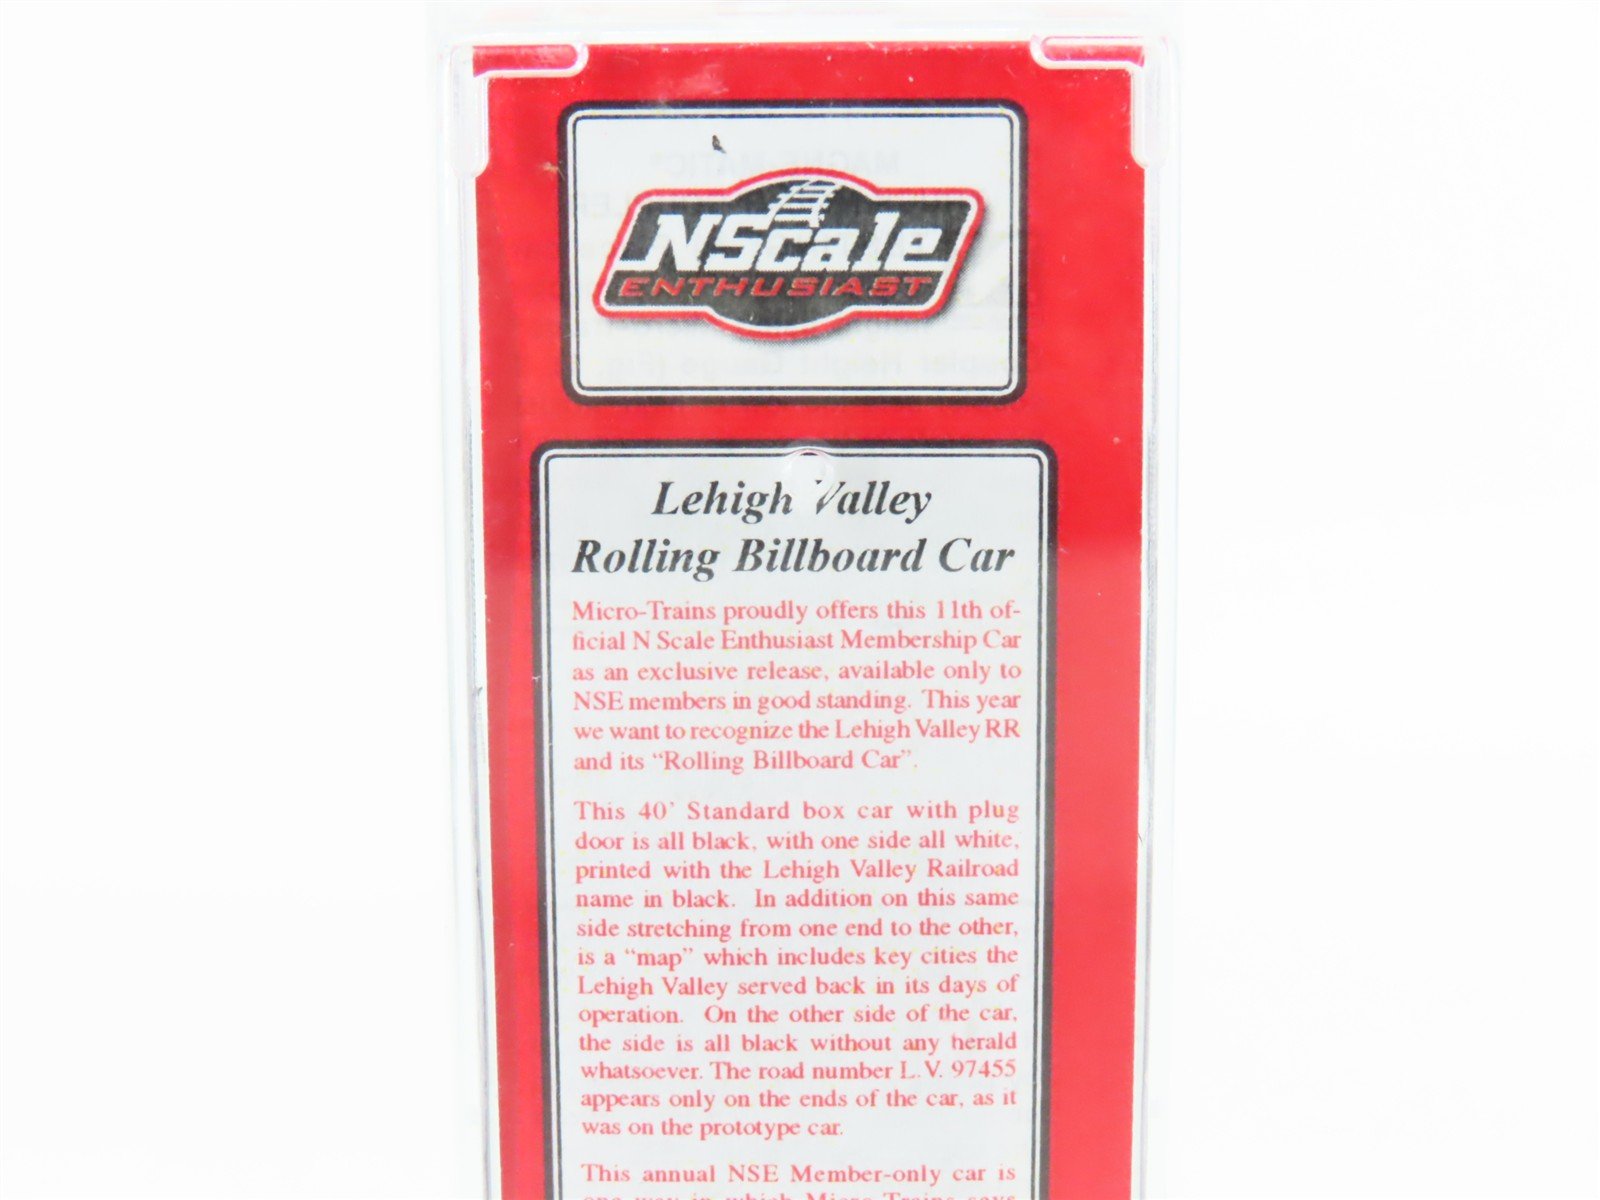 NScale
ENTHUSIAST
Lehigh Valley
Rolling Billboard Car
Micro-Trains proudly offers this 11th of-
ficial N Scale Enthusiast Membership Car
as an exclusive release, available only to
NSE members in good standing. This year
we want to recognize the Lehigh Valley RR
and its “Rolling Billboard Car”.
This 40' Standard box car with plug
door is all black, with one side all white,
printed with the Lehigh Valley Railroad
name in black. In addition on this same
side stretching from one end to the other,
is a “map” which includes key cities the
Lehigh Valley served back in its days of
operation. On the other side of the car,
the side is all black without any herald
whatsoever. The road number L.V. 97455
appears only on the ends of the car, as it
was on the prototype car.
This annual NSE Member-only car is
one way in which Micro-Trains says